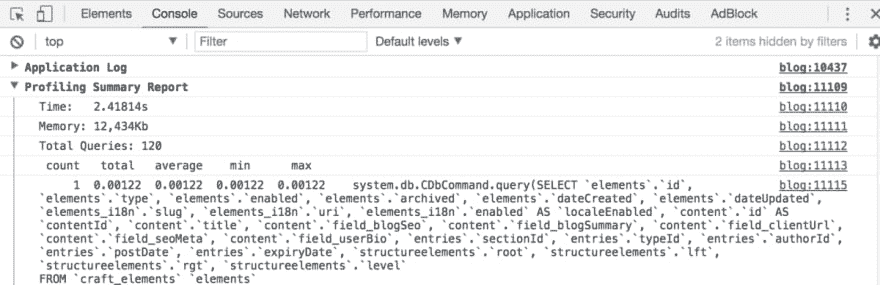 Elements Console Sources Network Performance Memory Application Security Audits AdBlock
top Filter Default levels 2 items hidden by filters
Application Log blog:10437
Profiling Summary Report blog:11109
Time: 2.41814s blog:11110
Memory: 12,434Kb blog:11111
Total Queries: 120 blog:11112
count total average min max blog:11113
1 0.00122 0.00122 0.00122 0.00122 system.db.CDbCommand.query(SELECT `elements`.`id`, blog:11115
`elements`.`type`, `elements`.`enabled`, `elements`.`archived`, `elements`.`dateCreated`, `elements`.`dateUpdated`,
`elements_i18n`.`slug`, `elements_i18n`.`uri`, `elements_i18n`.`enabled` AS `localeEnabled`, `content`.`id` AS
`contentId`, `content`.`title`, `content`.`field_blogSeo`, `content`.`field_blogSummary`, `content`.`field_clientUrl`,
`content`.`field_seoMeta`, `content`.`field_userBio`, `entries`.`sectionId`, `entries`.`typeId`, `entries`.`authorId`,
`entries`.`postDate`, `entries`.`expiryDate`, `structureelements`.`root`, `structureelements`.`lft`,
`structureelements`.`rgt`, `structureelements`.`level`
FROM `craft_elements` `elements`